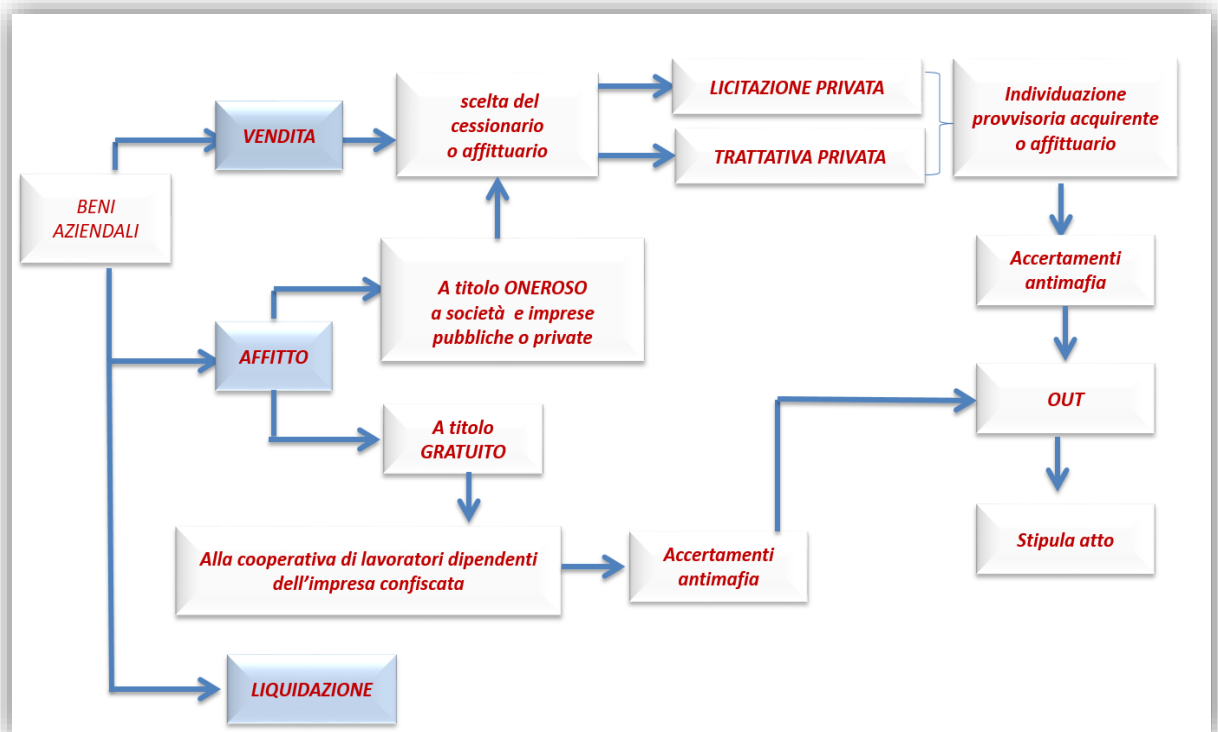 BENI
AZIENDALI
VENDITA
scelta del
cessionario
o affittuario
LICITAZIONE PRIVATA
TRATTATIVA PRIVATA
Individuazione
provvisoria acquirente
o affittuario
Accertamenti
antimafia
AFFITTO
A titolo ONEROSO
a società e imprese
pubbliche o private
A titolo
GRATUITO
OUT
Alla cooperativa di lavoratori dipendenti
dell'impresa confiscata
Accertamenti
antimafia
Stipula atto
LIQUIDAZIONE